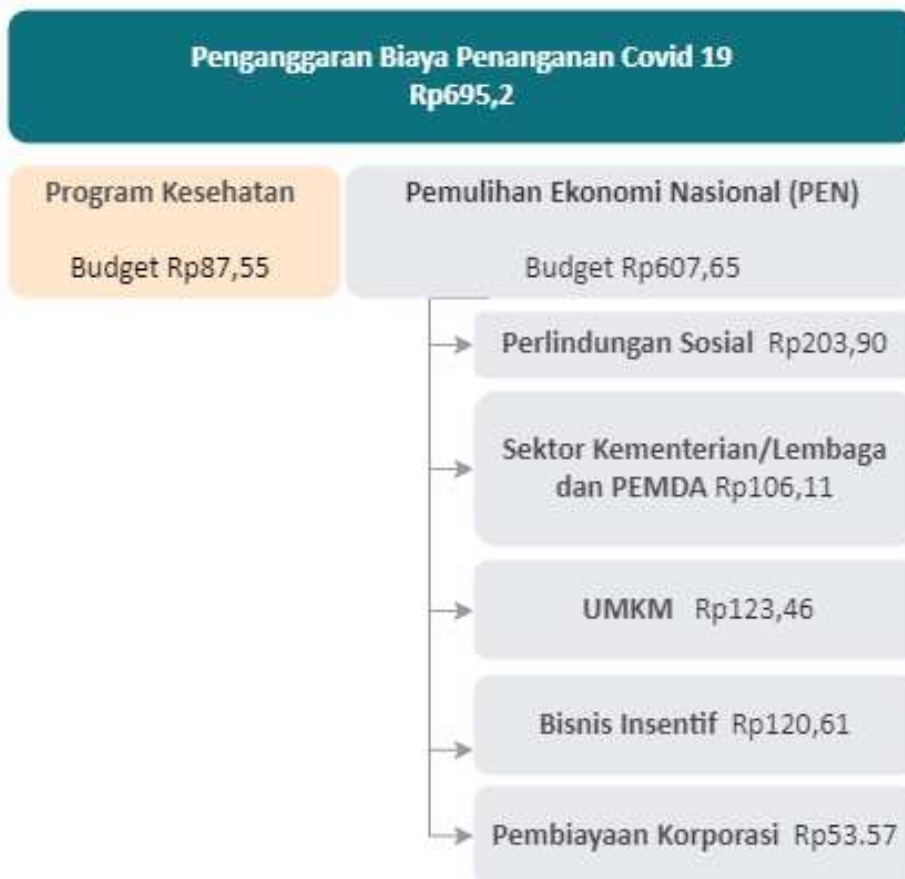 Penganggaran Biaya Penanganan Covid 19
Rp695,2
Program Kesehatan
Budget Rp87,55
Pemulihan Ekonomi Nasional (PEN)
Budget Rp607,65
Perlindungan Sosial Rp203,90
Sektor Kementerian/Lembaga
dan PEMDA Rp106,11
UMKM Rp123,46
Bisnis Insentif Rp120,61
Pembiayaan Korporasi Rp53.57